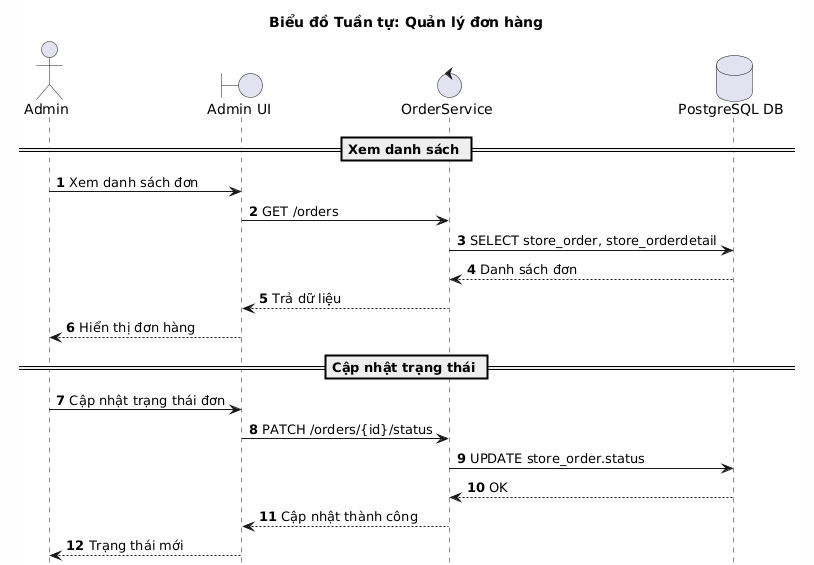 Biểu đồ Tuần tự: Quản lý đơn hàng
Admin
Admin UI
OrderService
PostgreSQL DB
Xem danh sách
1 Xem danh sách đơn
2 GET /orders
3 SELECT store_order, store_orderdetail
4 Danh sách đơn
5 Trả dữ liệu
6 Hiển thị đơn hàng
Cập nhật trạng thái
7 Cập nhật trạng thái đơn
8 PATCH /orders/{id}/status
9 UPDATE store_order.status
10 OK
11 Cập nhật thành công
12 Trạng thái mới